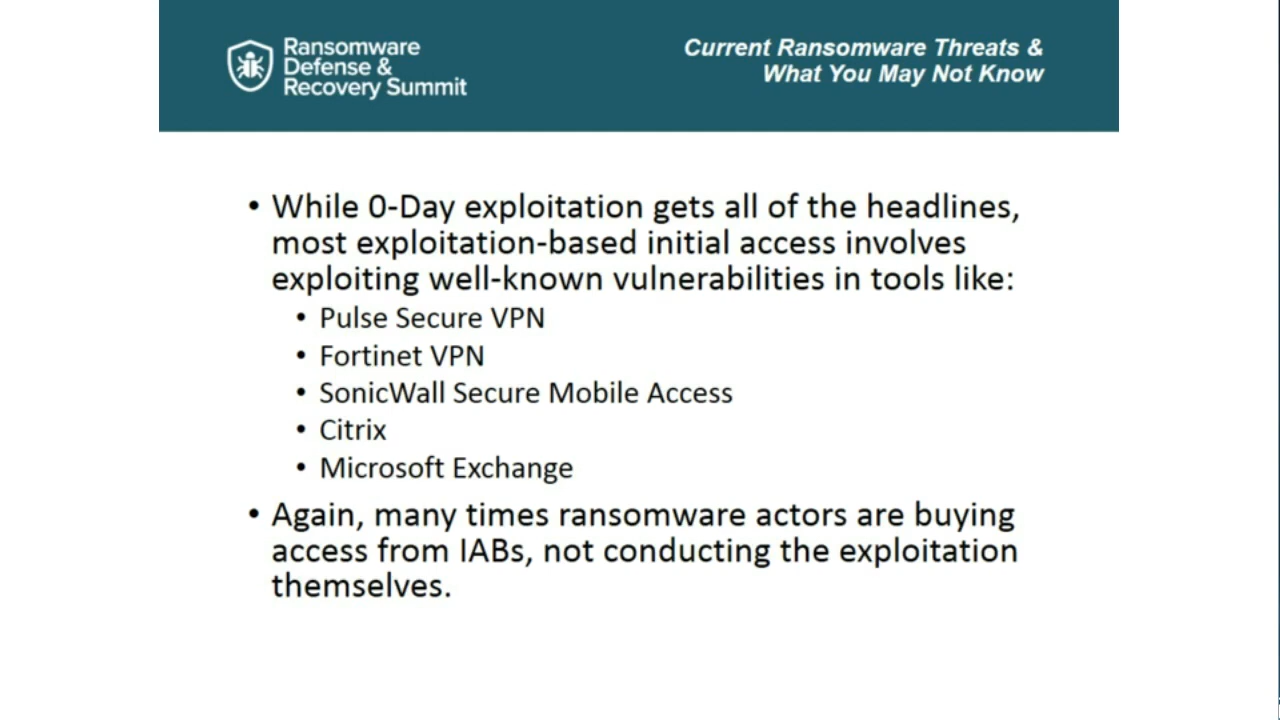 Ransomware
Defense &
Recovery Summit
Current Ransomware Threats &
What You May Not Know
• While 0-Day exploitation gets all of the headlines,
most exploitation-based initial access involves
exploiting well-known vulnerabilities in tools like:
• Pulse Secure VPN
• Fortinet VPN
• SonicWall Secure Mobile Access
• Citrix
• Microsoft Exchange
• Again, many times ransomware actors are buying
access from IABs, not conducting the exploitation
themselves.